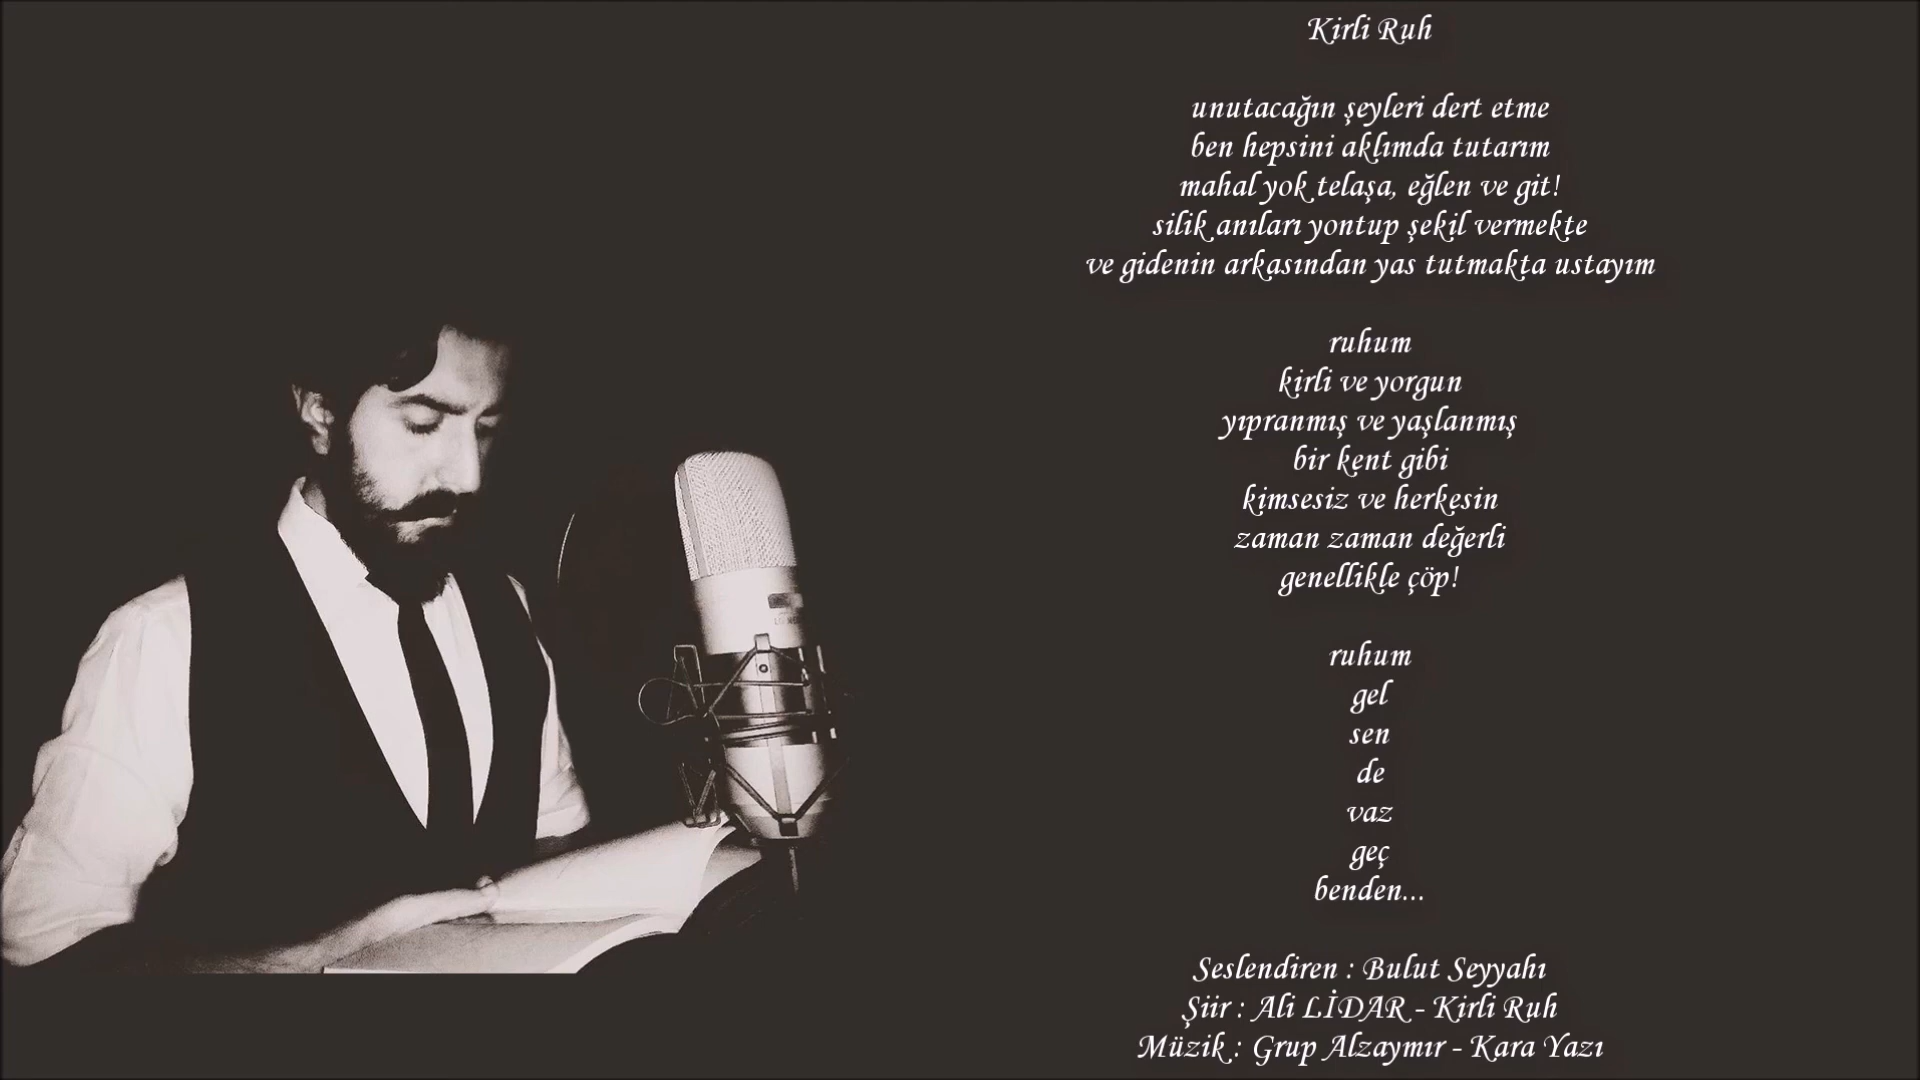 Kirli Ruh
unutacağın şeyleri dert etme
ben hepsini aklımda tutarım
mahal yok telaşa, eğlen ve git!
silik anıları yontup şekil vermekte
ve gidenin arkasından yas tutmakta ustayım
ruhum
kirli ve yorgun
yıpranmış ve yaşlanmış
bir kent gibi
kimsesiz ve herkesin
zaman zaman değerli
genellikle çöp!
ruhum
gel
sen
de
vaz
geç
benden...
Seslendiren : Bulut Seyyahı
Şiir : Ali LİDAR - Kirli Ruh
Müzik : Grup Alzaymır - Kara Yazı